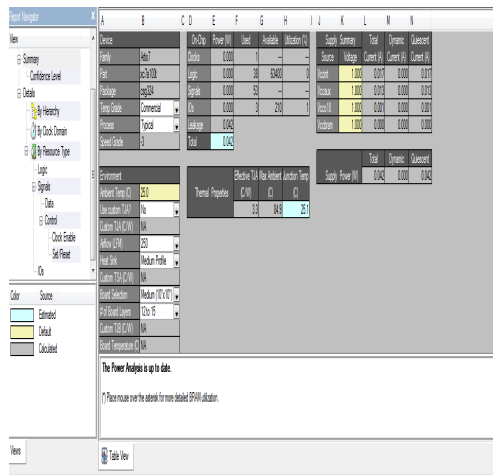 Report Navigator X
View
Summary
Confidence Level
Details
By Hierarchy
By Clock Domain
By Resource Type
Logic
Signals
Data
Control
Clock Enable
Set/Reset
IOs
Color Source
Estimated
Default
Calculated
Views
A B C D E F G H I J K L M N
Device
Family Artix7
Part xc7a100t
Package csg324
Temp Grade Commercial
Process Typical
Speed Grade -3
Environment
Ambient Temp (C) 25.0
Use custom TJA? No
Custom TJA (C/W) NA
Airflow (LFM) 250
Heat Sink Medium Profile
Custom TSA (C/W) NA
Board Selection Medium (10"x10")
# of Board Layers 12 to 15
Custom TJB (C/W) NA
Board Temperature (C NA
On-Chip Power (W) Used Available Utilization (%)
Clocks 0.000 1 -- --
Logic 0.000 38 63400 0
Signals 0.000 53 -- --
IOs 0.000 3 210 1
Leakage 0.042
Total 0.042
Effective TJA Max Ambient Junction Temp
Thermal Properties (C/W) (C) (C)
3.3 84.9 25.1
Supply Summary Total Dynamic Quiescent
Source Voltage Current (A) Current (A) Current (A)
Vccint 1.000 0.017 0.000 0.017
Vccaux 1.800 0.013 0.000 0.013
Vcco18 1.800 0.001 0.000 0.001
Vccbram 1.000 0.000 0.000 0.000
Total Dynamic Quiescent
Supply Power (W) 0.042 0.000 0.042
The Power Analysis is up to date.
(*) Place mouse over the asterisk for more detailed BRAM utilization.
Table View